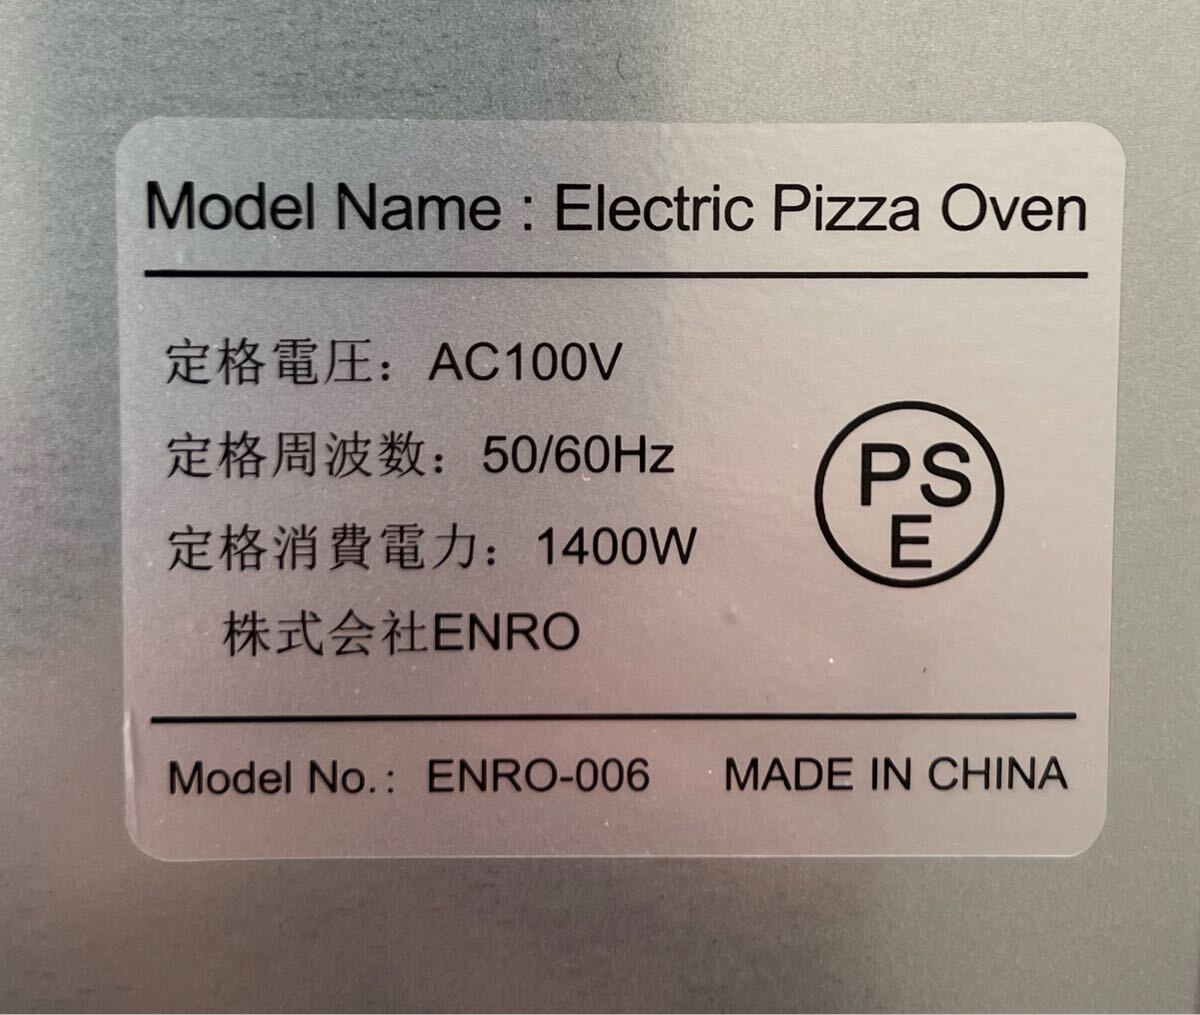 Model Name : Electric Pizza Oven
定格電圧：AC100V
定格周波数：50/60Hz
定格消費電力：1400W
PS
E
株式会社ENRO
Model No.: ENRO-006 MADE IN CHINA